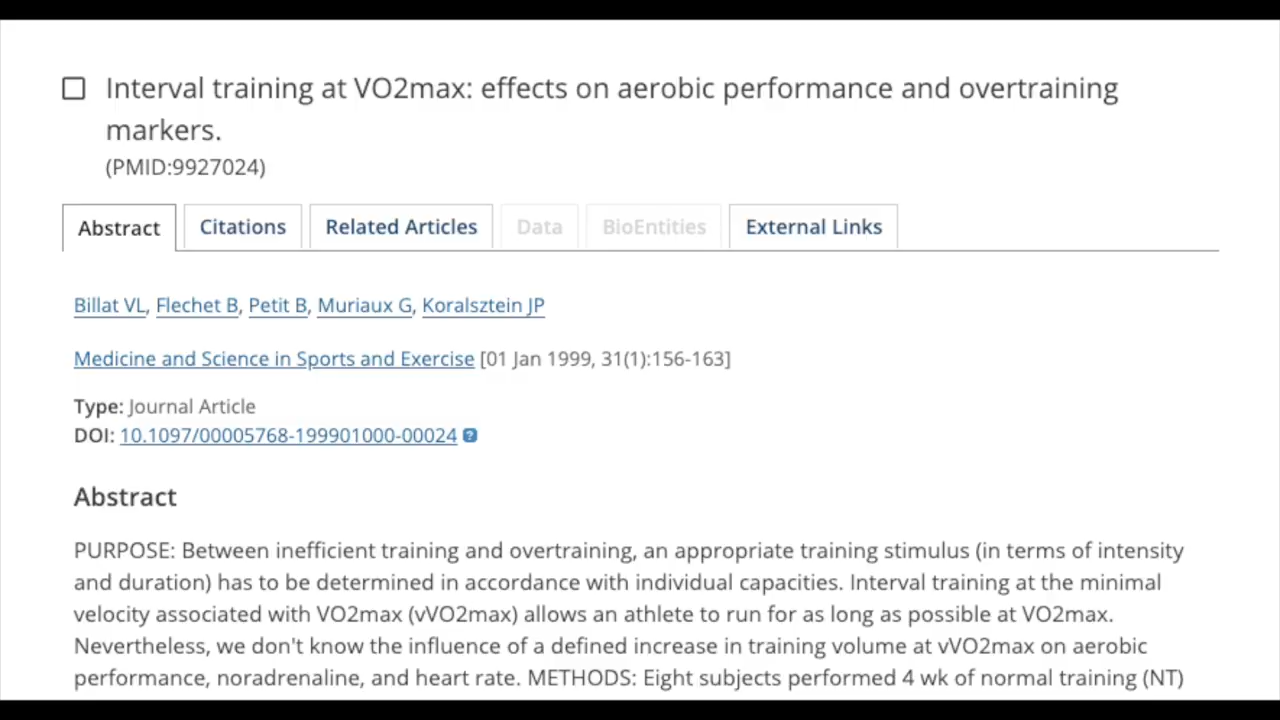 Interval training at VO2max: effects on aerobic performance and overtraining
markers.
(PMID:9927024)
Abstract
Citations
Related Articles
Data
BioEntities
External Links
Billat VL, Flechet B, Petit B, Muriaux G, Koralsztein JP
Medicine and Science in Sports and Exercise [01 Jan 1999, 31(1):156-163]
Type: Journal Article
DOI: 10.1097/00005768-199901000-00024 ?
Abstract
PURPOSE: Between inefficient training and overtraining, an appropriate training stimulus (in terms of intensity
and duration) has to be determined in accordance with individual capacities. Interval training at the minimal
velocity associated with VO2max (vVO2max) allows an athlete to run for as long as possible at VO2max.
Nevertheless, we don't know the influence of a defined increase in training volume at vVO2max on aerobic
performance, noradrenaline, and heart rate. METHODS: Eight subjects performed 4 wk of normal training (NT)